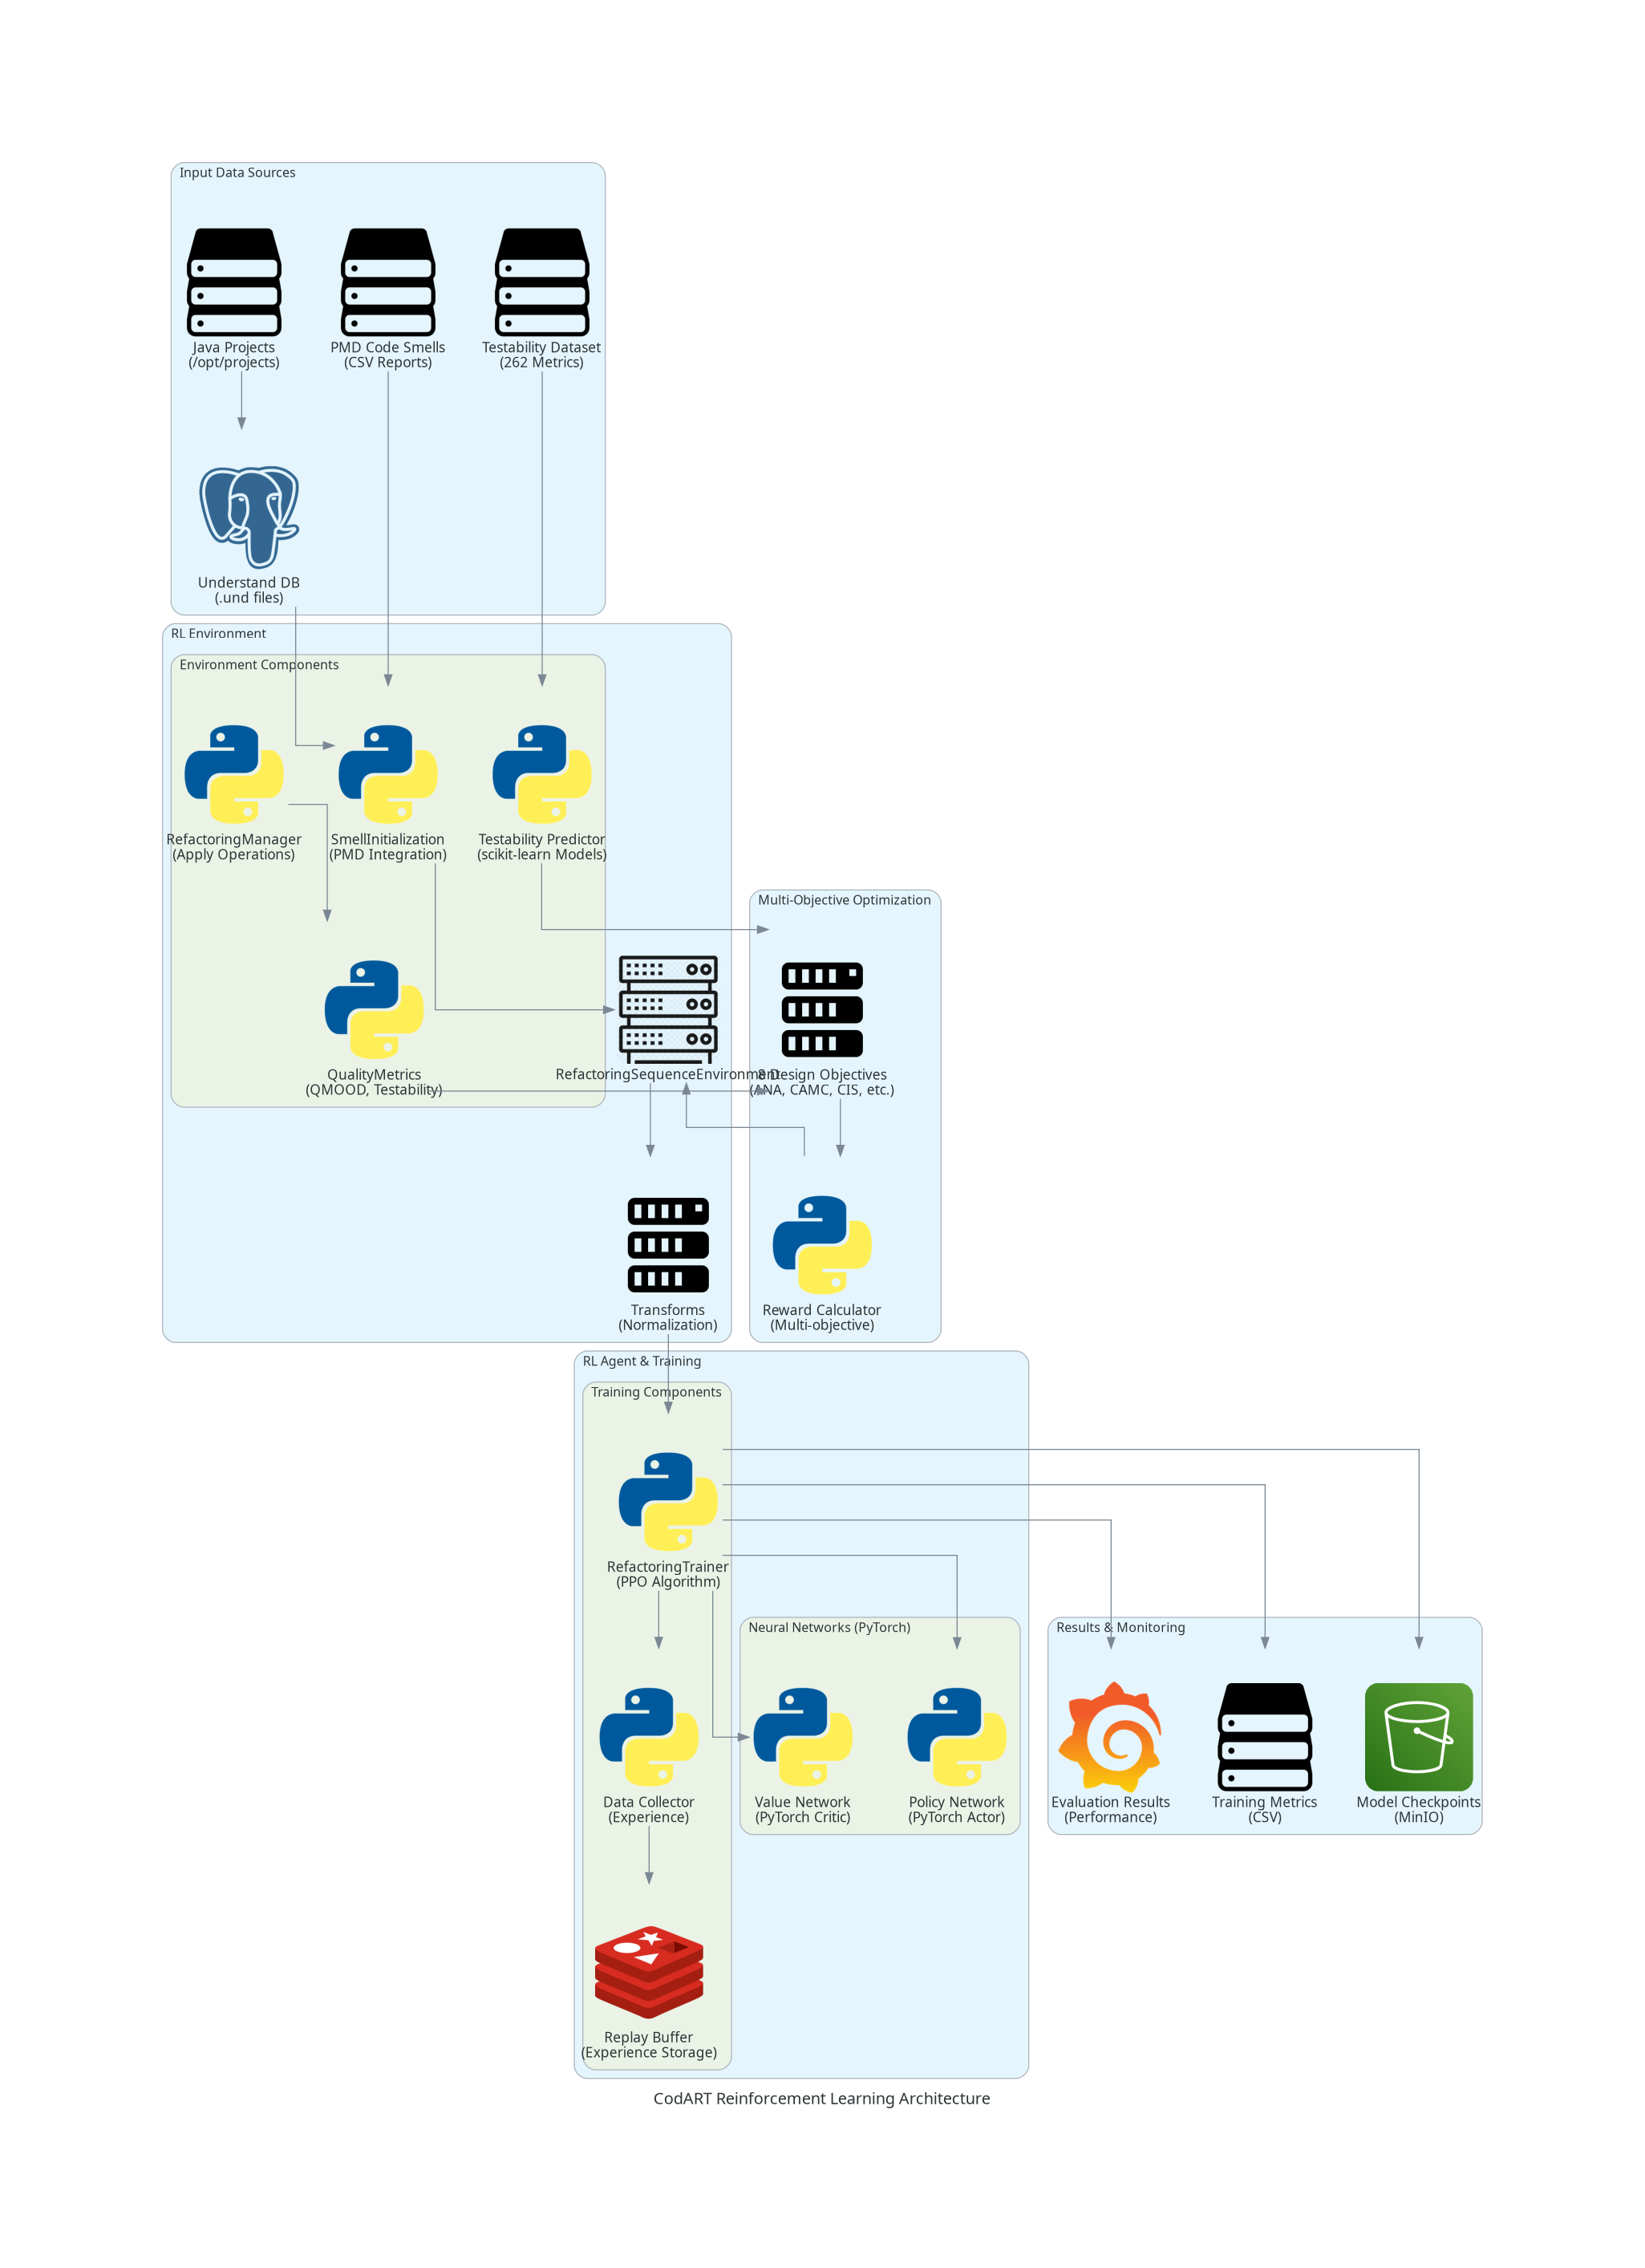 Input Data Sources
Java Projects
(/opt/projects)
PMD Code Smells
(CSV Reports)
Testability Dataset
(262 Metrics)
Understand DB
(.und files)
RL Environment
Environment Components
RefactoringManager
(Apply Operations)
SmellInitialization
(PMD Integration)
Testability Predictor
(scikit-learn Models)
Multi-Objective Optimization
QualityMetrics
(QMOOD, Testability)
RefactoringSequenceEnvironment
8 Design Objectives
(ANA, CAMC, CIS, etc.)
Transforms
(Normalization)
Reward Calculator
(Multi-objective)
RL Agent & Training
Training Components
RefactoringTrainer
(PPO Algorithm)
Neural Networks (PyTorch)
Results & Monitoring
Data Collector
(Experience)
Value Network
(PyTorch Critic)
Policy Network
(PyTorch Actor)
Evaluation Results
(Performance)
Training Metrics
(CSV)
Model Checkpoints
(MinIO)
Replay Buffer
(Experience Storage)
CodART Reinforcement Learning Architecture